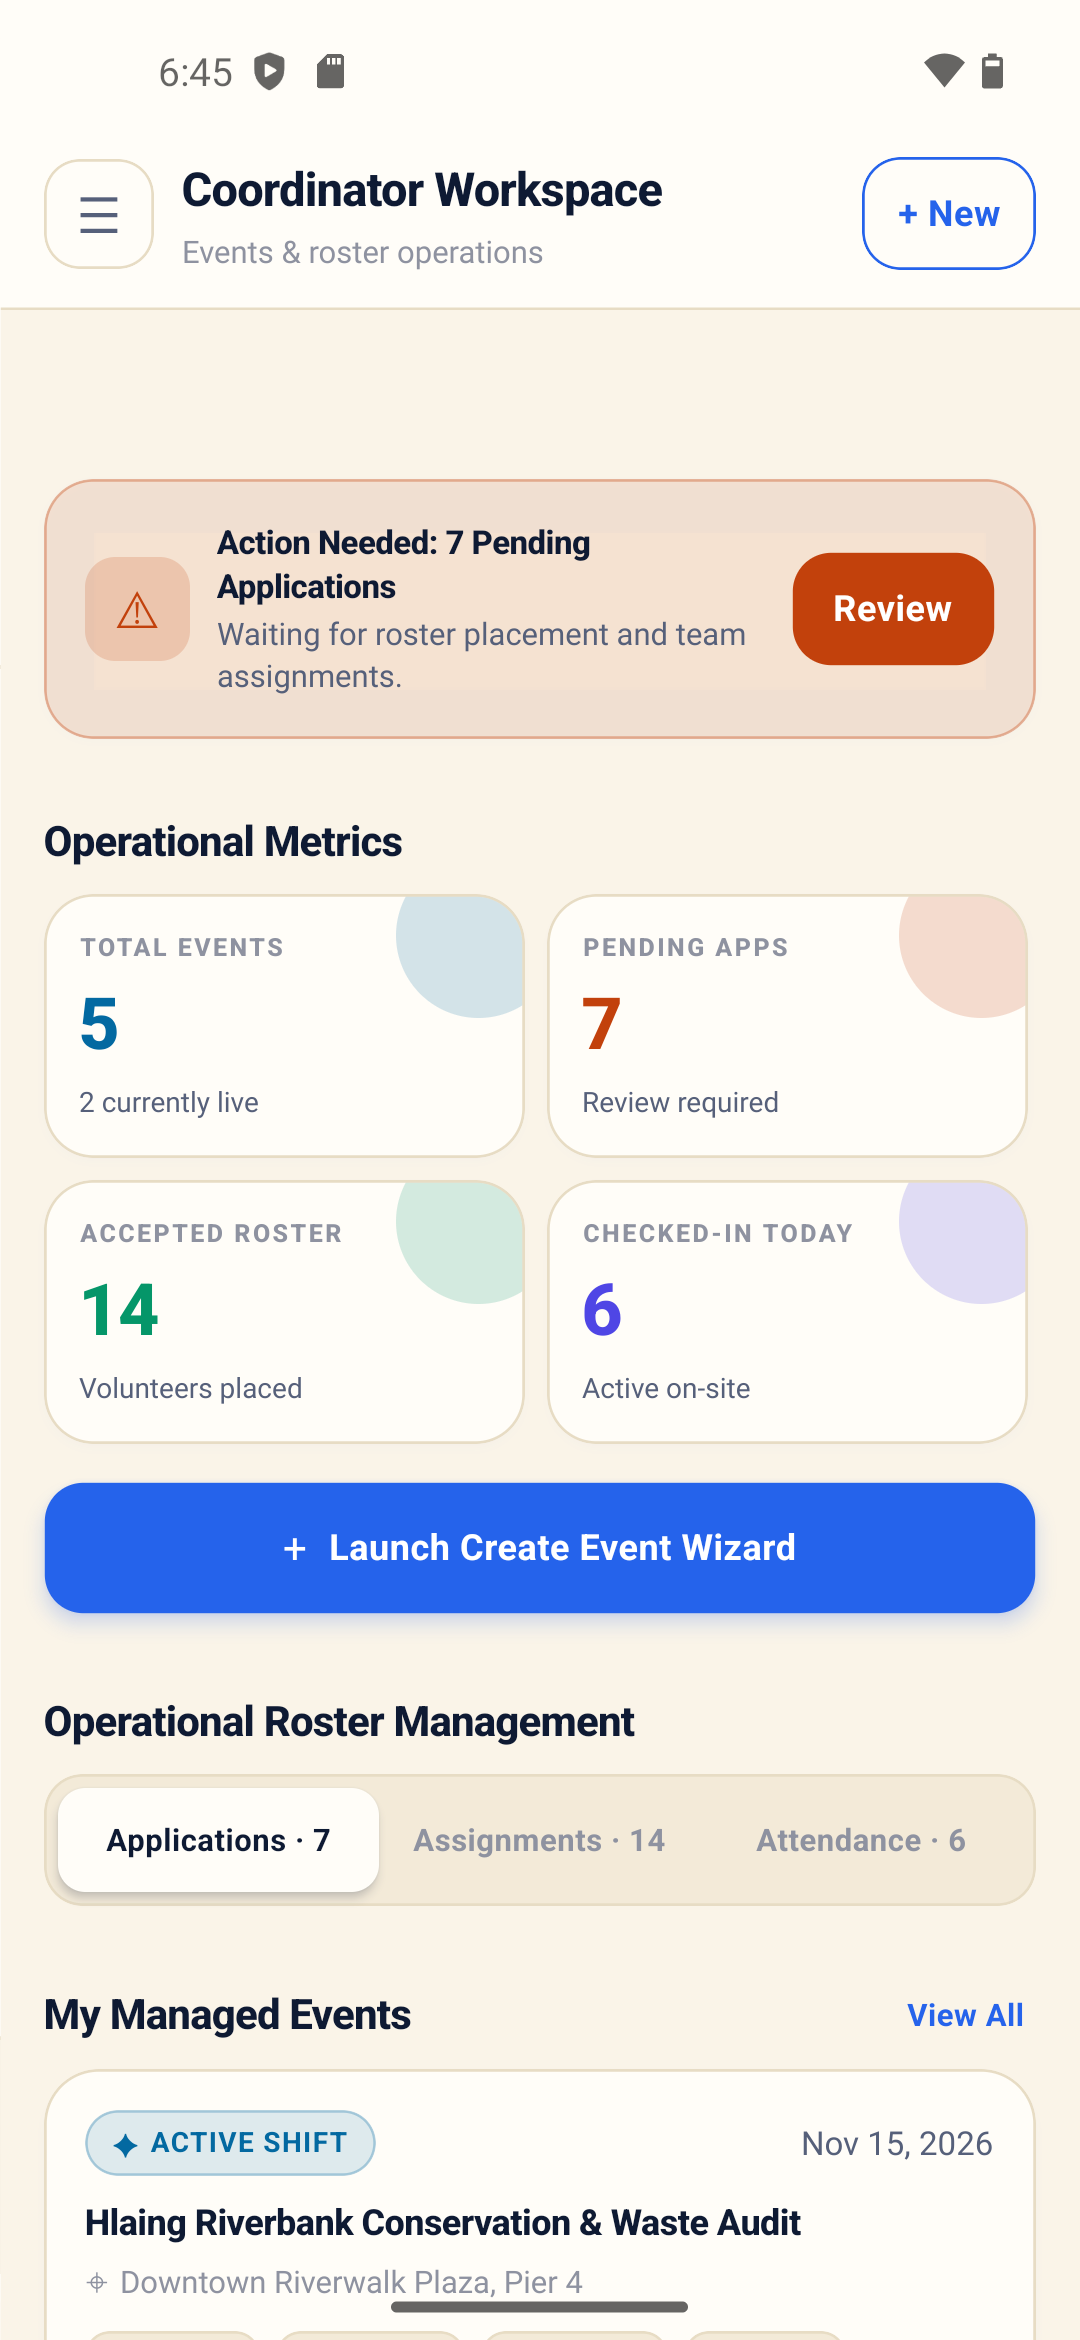 6:45
Coordinator Workspace
Events & roster operations
+ New
Action Needed: 7 Pending
Applications
Waiting for roster placement and team
assignments.
Review
Operational Metrics
TOTAL EVENTS
5
2 currently live
PENDING APPS
7
Review required
ACCEPTED ROSTER
14
Volunteers placed
CHECKED-IN TODAY
6
Active on-site
+ Launch Create Event Wizard
Operational Roster Management
Applications · 7
Assignments · 14
Attendance · 6
My Managed Events
View All
ACTIVE SHIFT
Nov 15, 2026
Hlaing Riverbank Conservation & Waste Audit
Downtown Riverwalk Plaza, Pier 4